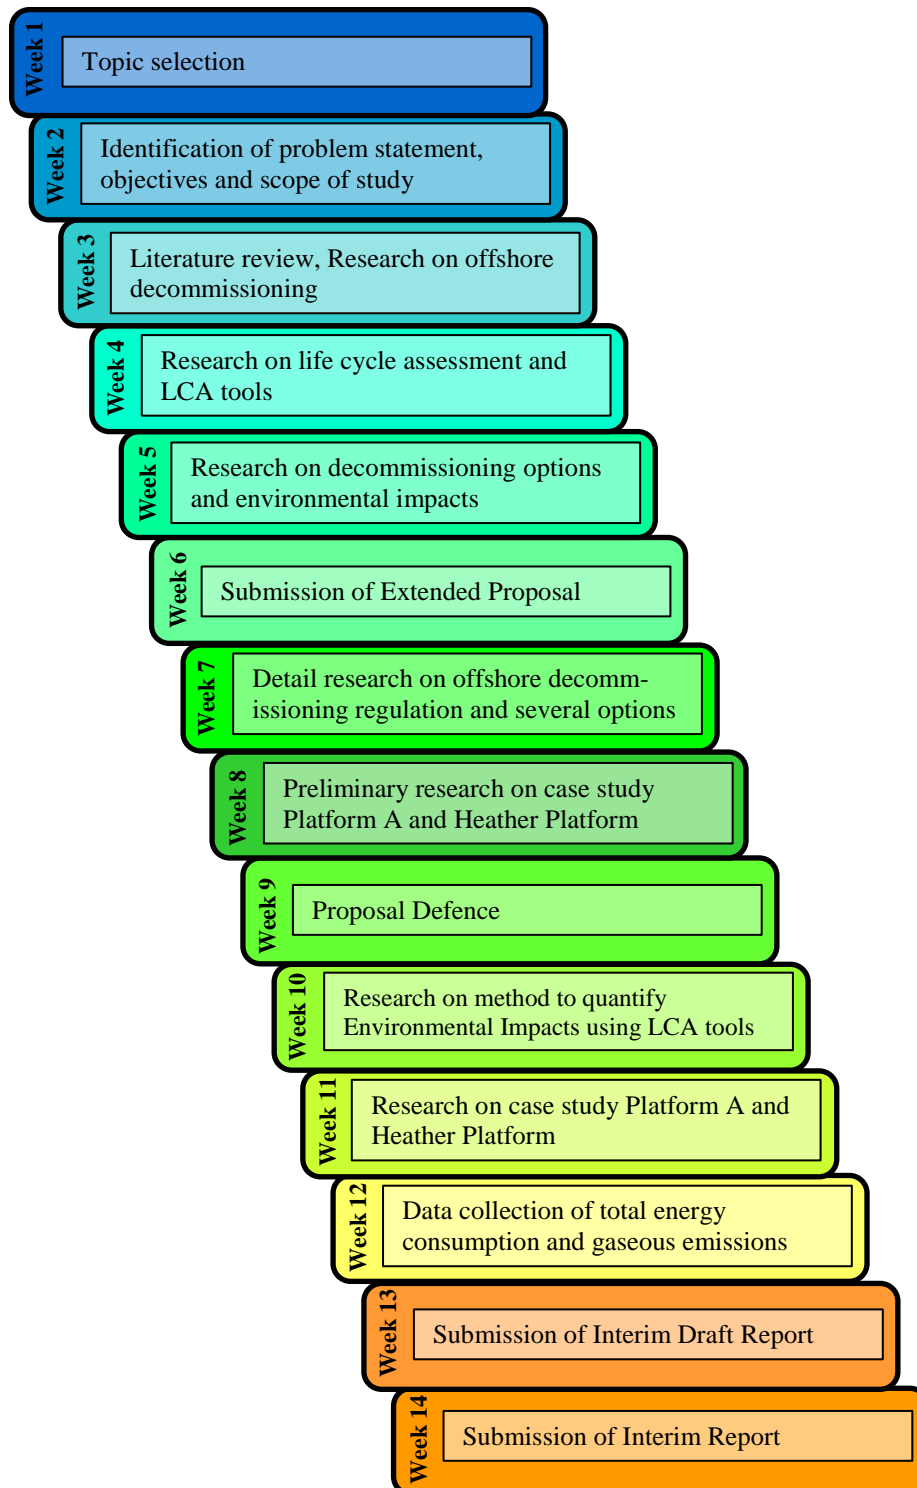 Week 1
Topic selection
Week 2
Identification of problem statement,
objectives and scope of study
Week 3
Literature review, Research on offshore
decommissioning
Week 4
Research on life cycle assessment and
LCA tools
Week 5
Research on decommissioning options
and environmental impacts
Week 6
Submission of Extended Proposal
Week 7
Detail research on offshore decomm-
issioning regulation and several options
Week 8
Preliminary research on case study
Platform A and Heather Platform
Week 9
Proposal Defence
Week 10
Research on method to quantify
Environmental Impacts using LCA tools
Week 11
Research on case study Platform A and
Heather Platform
Week 12
Data collection of total energy
consumption and gaseous emissions
Week 13
Submission of Interim Draft Report
Week 14
Submission of Interim Report